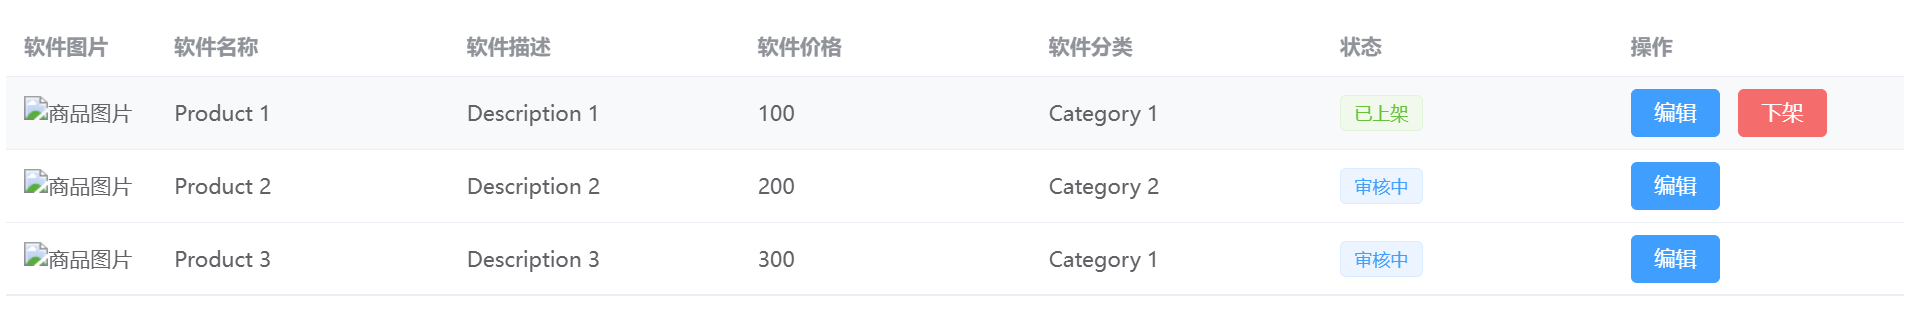 软件图片 软件名称 软件描述 软件价格 软件分类 状态 操作
商品图片 Product 1 Description 1 100 Category 1 已上架 编辑 下架
商品图片 Product 2 Description 2 200 Category 2 审核中 编辑
商品图片 Product 3 Description 3 300 Category 1 审核中 编辑